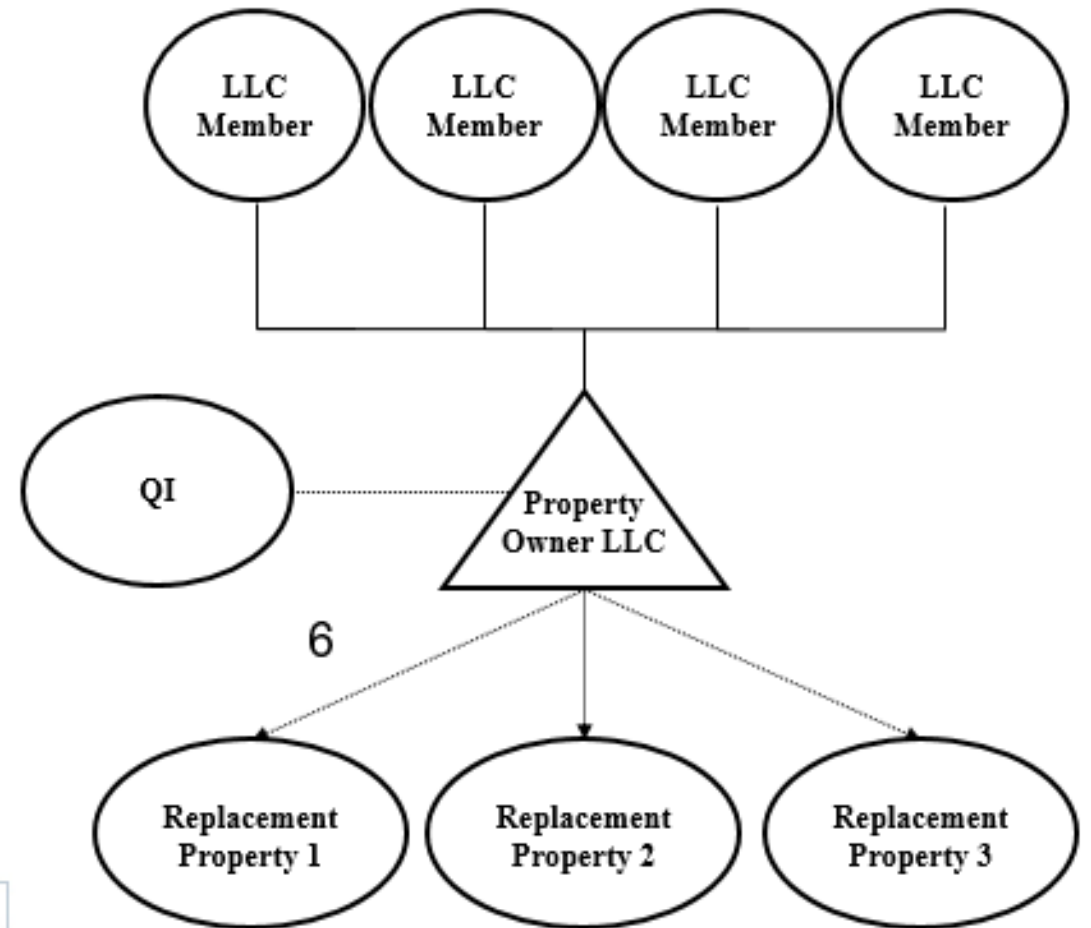 LLC
Member
LLC
Member
LLC
Member
LLC
Member
QI
Property
Owner LLC
6
Replacement
Property 1
Replacement
Property 2
Replacement
Property 3